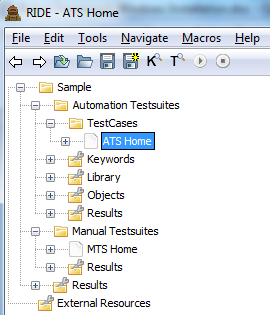 RIDE - ATS Home
File Edit Tools Navigate Macros Help
K T
Sample
Automation Testsuites
TestCases
ATS Home
Keywords
Library
Objects
Results
Manual Testsuites
MTS Home
Results
Results
External Resources